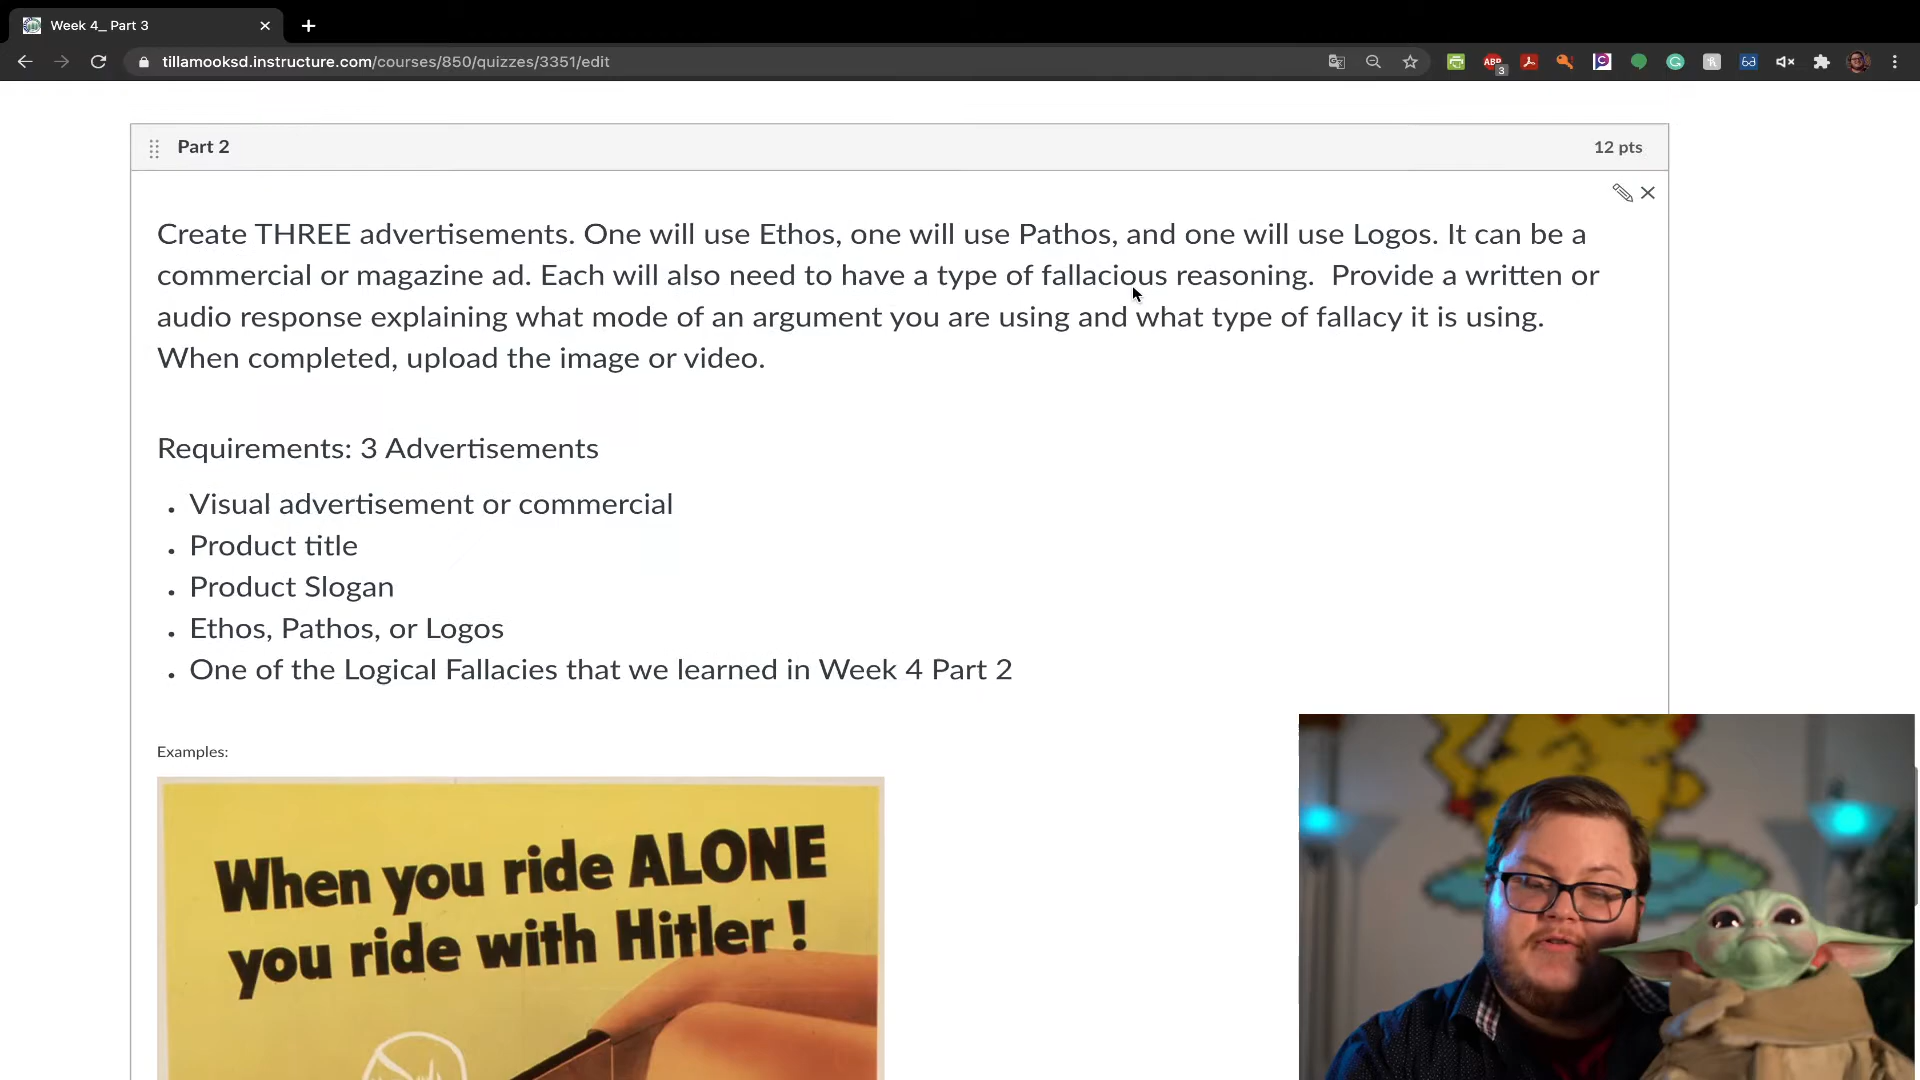 Week 4_ Part 3
tillamooksd.instructure.com/courses/850/quizzes/3351/edit
ABP
3
Part 2
12 pts
Create THREE advertisements. One will use Ethos, one will use Pathos, and one will use Logos. It can be a
commercial or magazine ad. Each will also need to have a type of fallacious reasoning. Provide a written or
audio response explaining what mode of an argument you are using and what type of fallacy it is using.
When completed, upload the image or video.
Requirements: 3 Advertisements
Visual advertisement or commercial
Product title
Product Slogan
Ethos, Pathos, or Logos
One of the Logical Fallacies that we learned in Week 4 Part 2
Examples:
When you ride ALONE
you ride with Hitler !